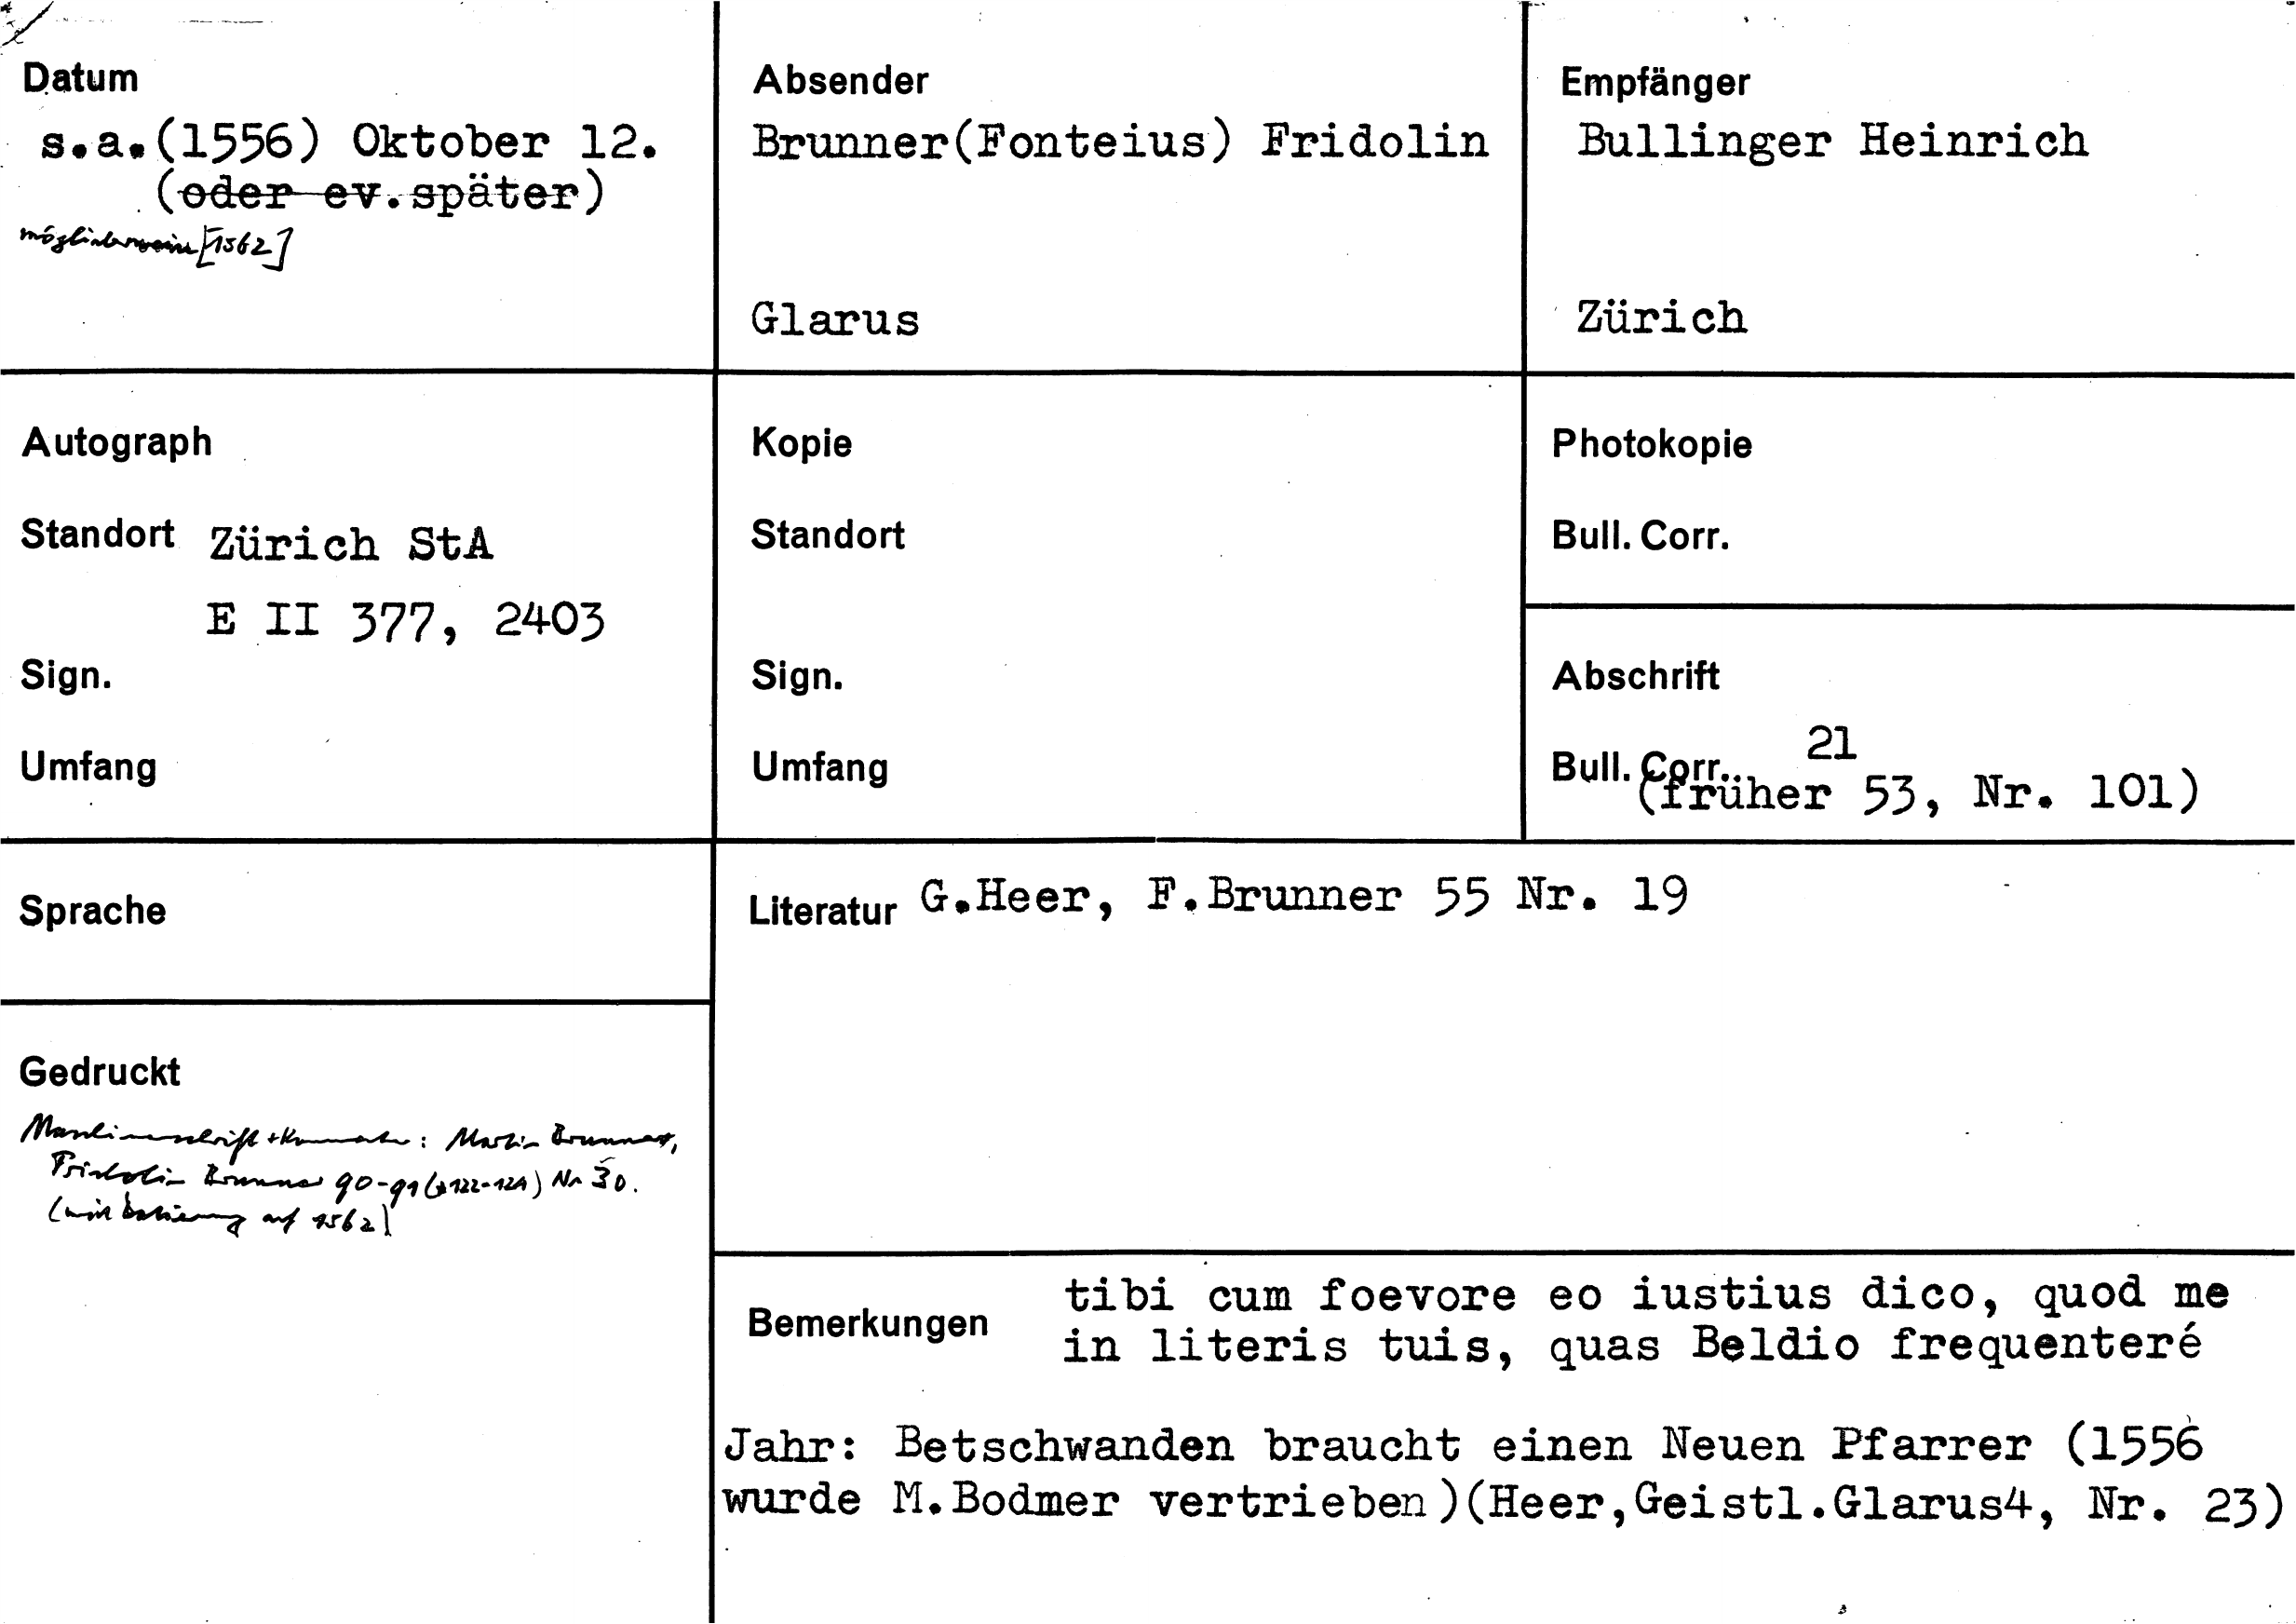 Datum
s.a.(1556) Oktober 12.
(oder ev.später)
möglicherweise [1562]
Absender
Brunner(Fonteius) Fridolin
Glarus
Empfänger
Bullinger Heinrich
Zürich
Autograph
Standort Zürich StA
E II 377, 2403
Sign.
Umfang
Kopie
Standort
Sign.
Umfang
Photokopie
Bull. Corr.
Abschrift
21
Bull. Corr.
(früher 53, Nr. 101)
Sprache
Literatur G.Heer, F.Brunner 55 Nr. 19
Gedruckt
Maschinenschrift + Kommentar: Martin Brunner,
Fridolin Brunner 90-91 (+122-124) Nr 30.
(mit Datierung auf 1562)
Bemerkungen
tibi cum foevore eo iustius dico, quod me
in literis tuis, quas Beldio frequenteré
Jahr: Betschwanden braucht einen Neuen Pfarrer (1556
wurde M.Bodmer vertrieben)(Heer,Geistl.Glarus4, Nr. 23)